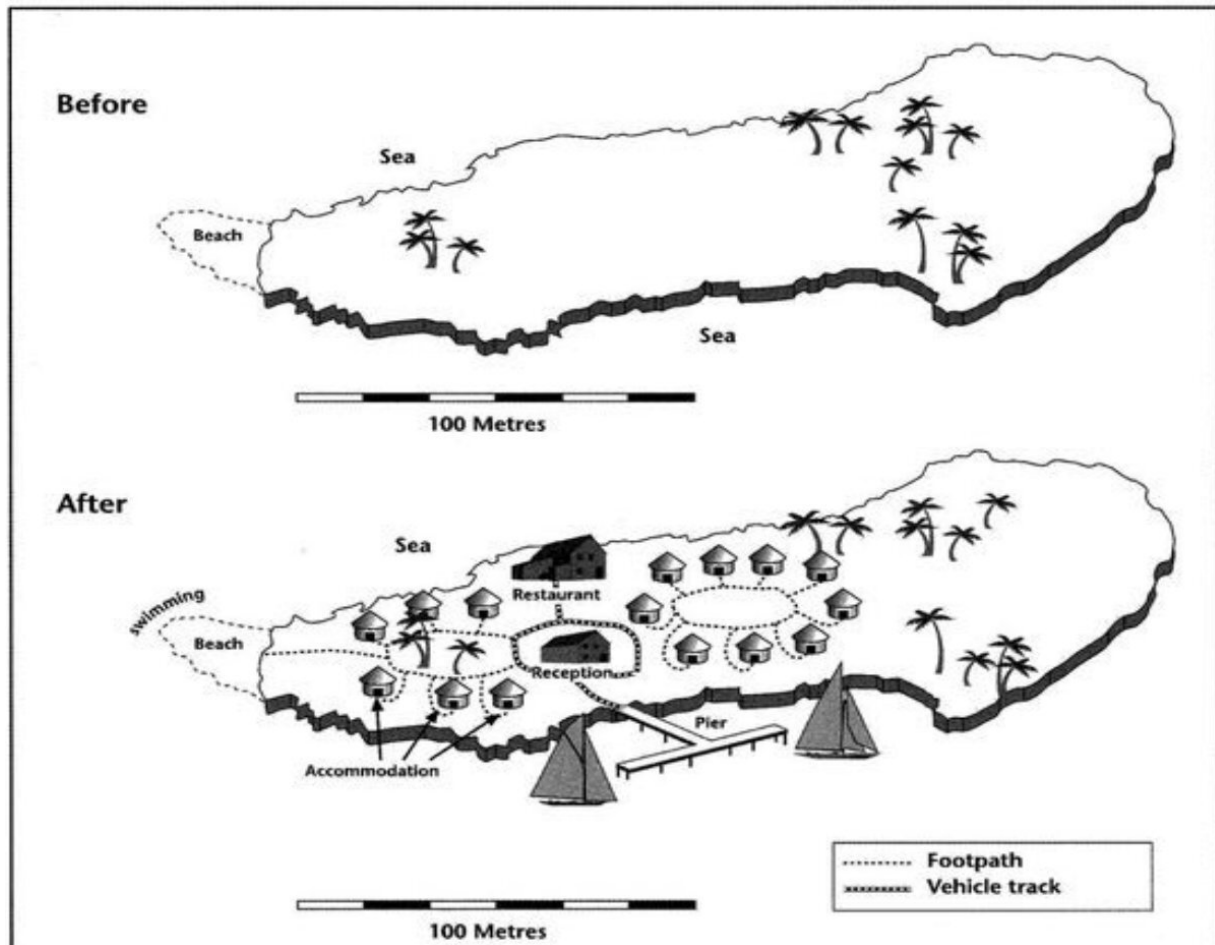 Before
Sea
Beach
Sea
100 Metres
After
Sea
swimming
Restaurant
Beach
Reception
Pier
Accommodation
Footpath
Vehicle track
100 Metres